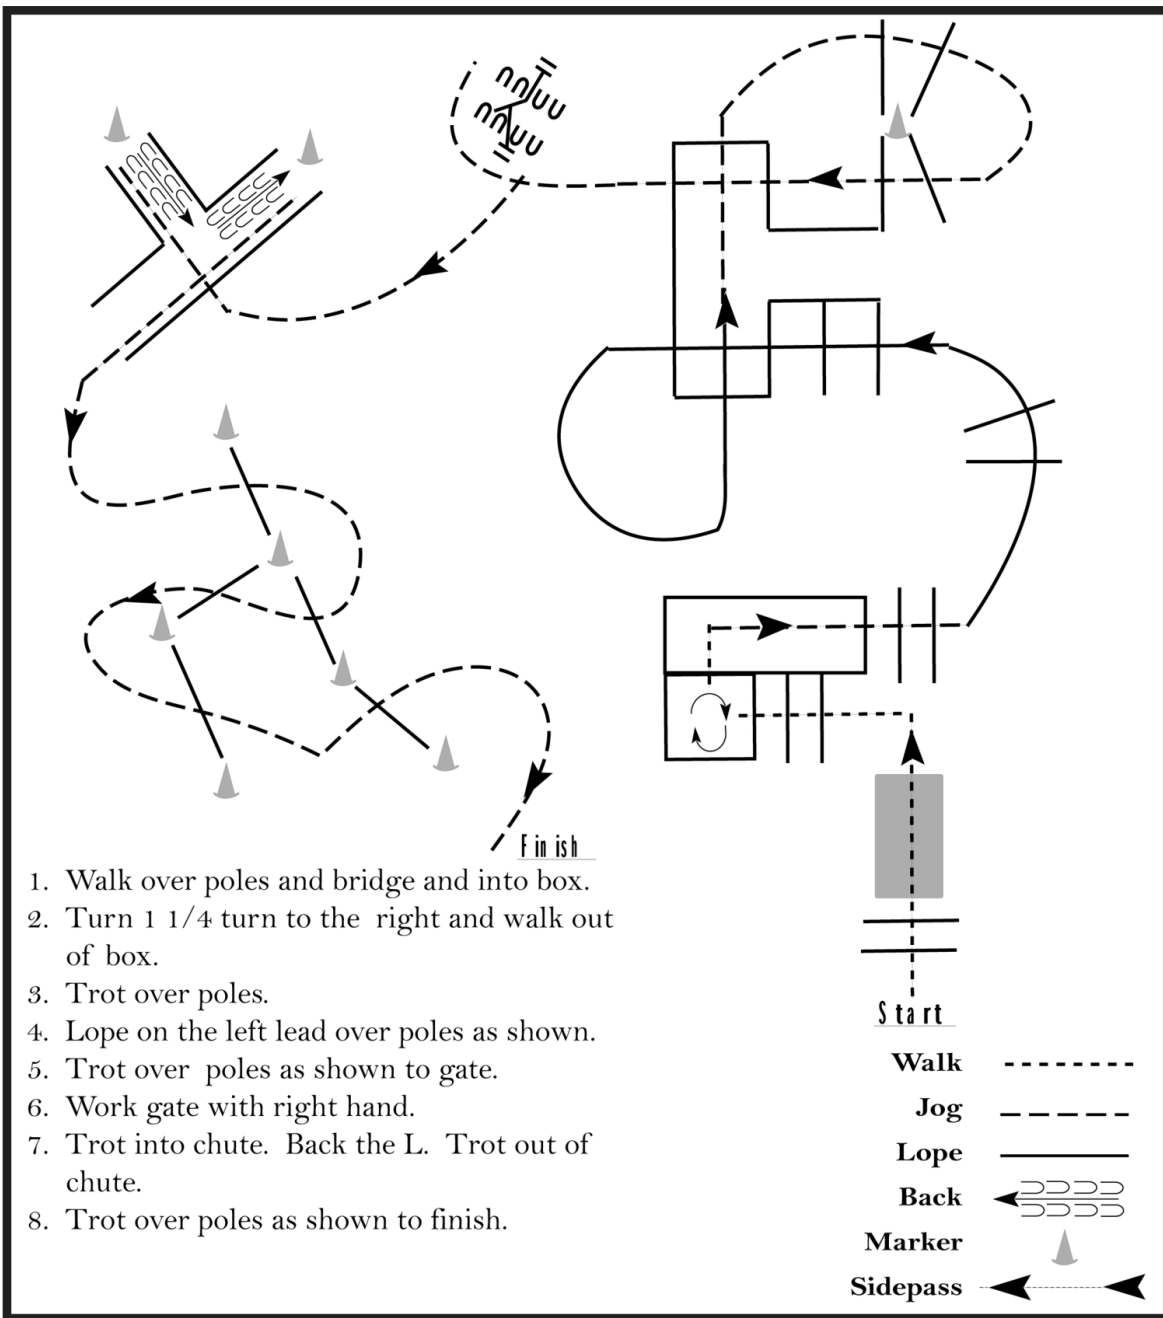 Finish
1. Walk over poles and bridge and into box.
2. Turn 1 1/4 turn to the right and walk out
of box.
3. Trot over poles.
4. Lope on the left lead over poles as shown.
5. Trot over poles as shown to gate.
6. Work gate with right hand.
7. Trot into chute. Back the L. Trot out of
chute.
8. Trot over poles as shown to finish.
Start
Walk
Jog
Lope
Back
Marker
Sidepass